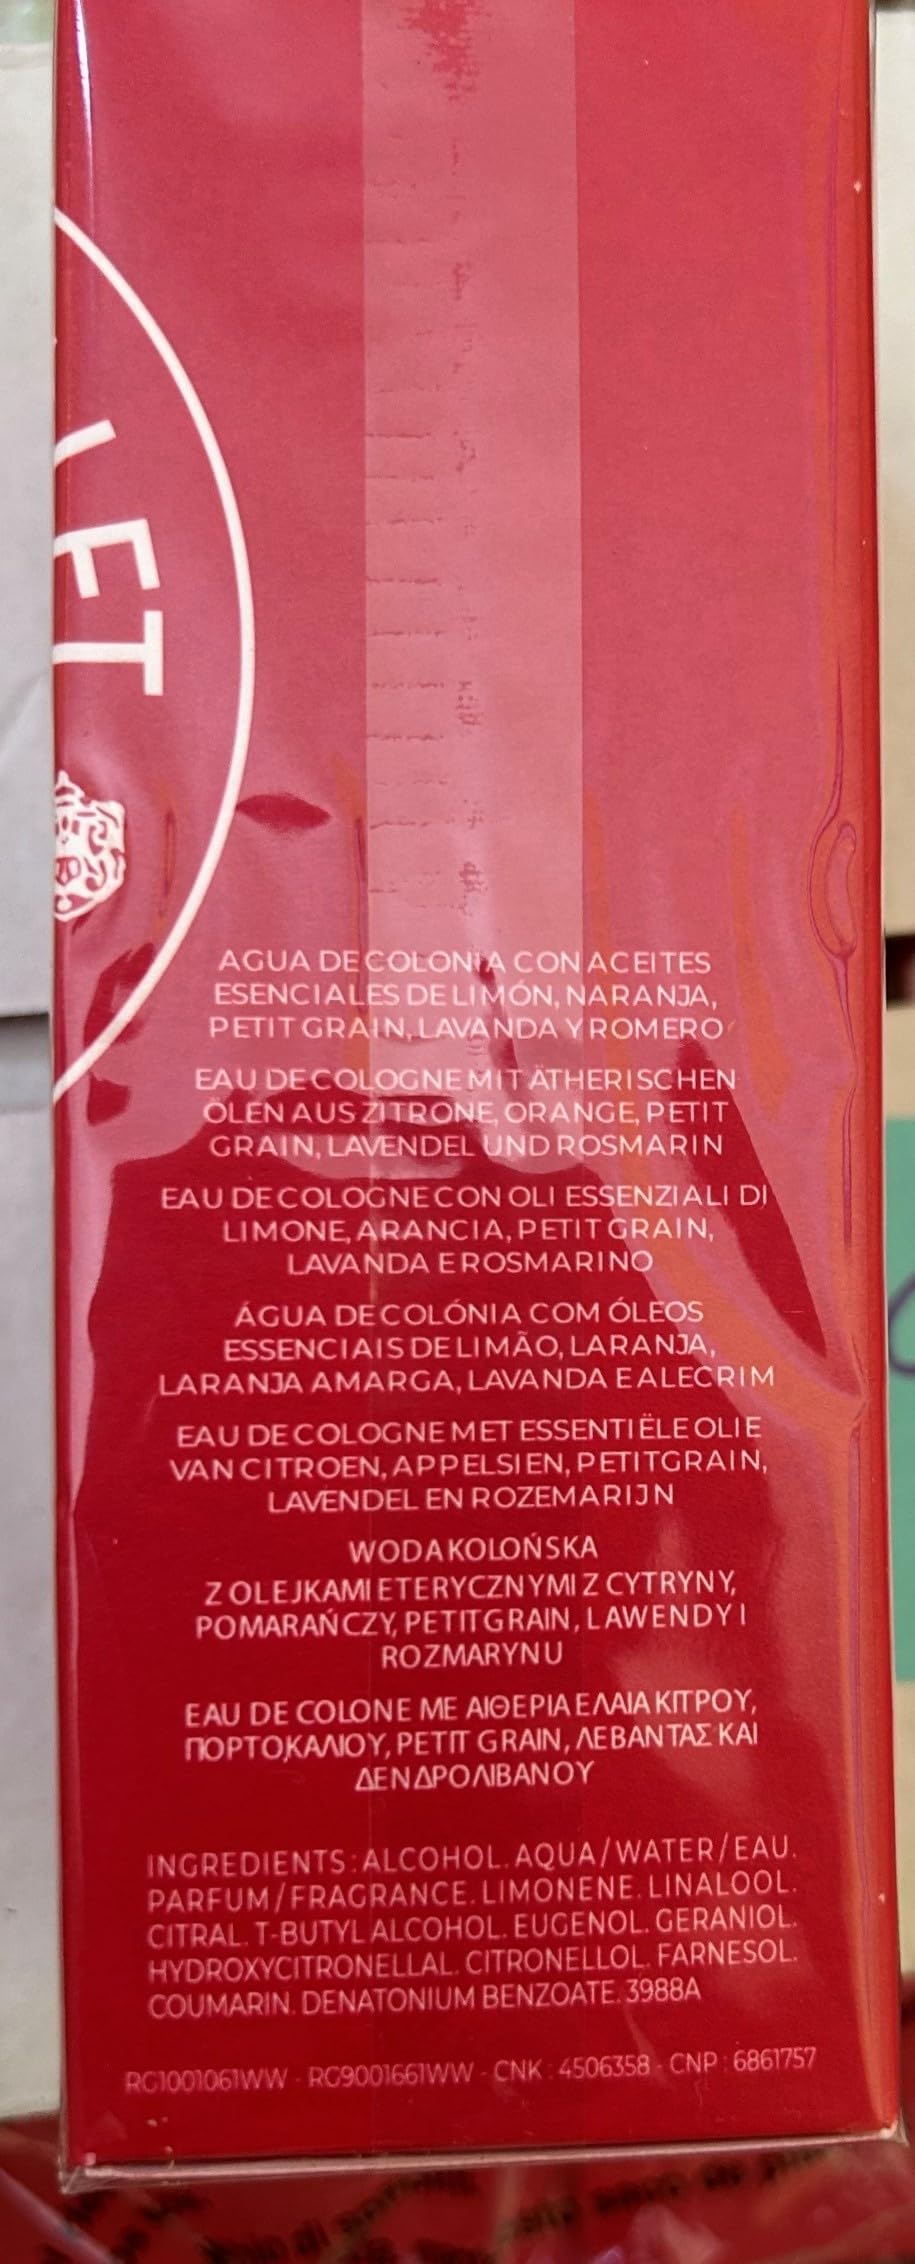 LET
AGUA DE COLONIA CON ACEITES
ESENCIALES DE LIMÓN, NARANJA,
PETIT GRAIN, LAVANDA Y ROMERO
EAU DE COLOGNE MIT ÄTHERISCHEN
ÖLEN AUS ZITRONE, ORANGE, PETIT
GRAIN, LAVENDEL UND ROSMARIN
EAU DE COLOGNE CON OLI ESSENZIALI DI
LIMONE, ARANCIA, PETIT GRAIN,
LAVANDA E ROSMARINO
ÁGUA DE COLÓNIA COM ÓLEOS
ESSENCIAIS DE LIMÃO, LARANJA,
LARANJA AMARGA, LAVANDA E ALECRIM
EAU DE COLOGNE MET ESSENTIËLE OLIE
VAN CITROEN, APPELSIEN, PETITGRAIN,
LAVENDEL EN ROZEMARIJN
WODA KOLOŃSKA
Z OLEJKAMI ETERYCZNYMI Z CYTRYNY,
POMARAŃCZY, PETITGRAIN, LAWENDY I
ROZMARYNU
EAU DE COLONE ΜΕ ΑΙΘΕΡΙΑ ΕΛΑΙΑ ΚΙΤΡΟΥ,
ΠΟΡΤΟΚΑΛΙΟΥ, PETIT GRAIN, ΛΕΒΑΝΤΑΣ ΚΑΙ
ΔΕΝΔΡΟΛΙΒΑΝΟΥ
INGREDIENTS : ALCOHOL. AQUA / WATER / EAU.
PARFUM / FRAGRANCE. LIMONENE. LINALOOL.
CITRAL. T-BUTYL ALCOHOL. EUGENOL. GERANIOL.
HYDROXYCITRONELLAL. CITRONELLOL. FARNESOL.
COUMARIN. DENATONIUM BENZOATE. 3988A
RG1001061WW - RG9001661WW - CNK : 4506358 - CNP : 6861757